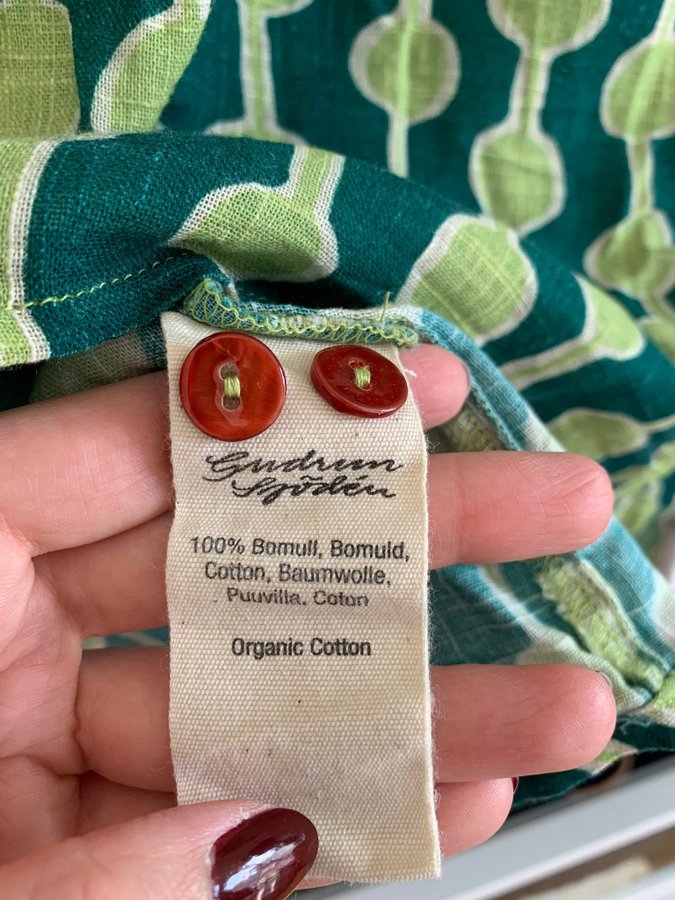 Gudrun
Sjödén
100% Bomull, Bomuld,
Cotton, Baumwolle,
Puuvilla, Coton
Organic Cotton